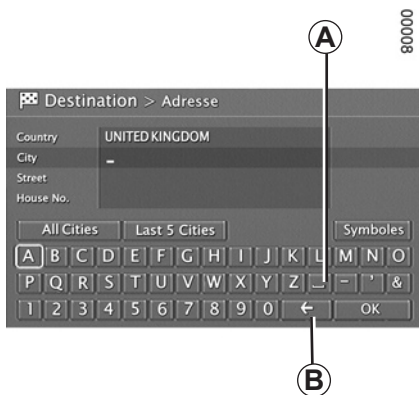 A
00008
Destination > Adresse
Country UNITED KINGDOM
City _
Street
House No.
All Cities Last 5 Cities Symboles
A B C D E F G H I J K L M N O
P Q R S T U V W X Y Z ⎵ - ' &
1 2 3 4 5 6 7 8 9 0 ← OK
B